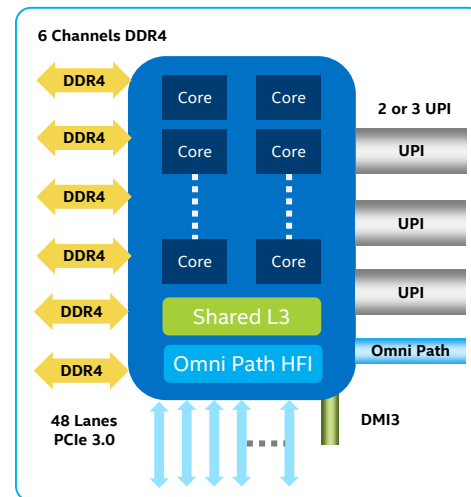 6 Channels DDR4
DDR4
Core
Core
2 or 3 UPI
DDR4
Core
Core
UPI
DDR4
UPI
DDR4
Core
Core
UPI
DDR4
Shared L3
Omni Path
DDR4
Omni Path HFI
48 Lanes
PCIe 3.0
DMI3